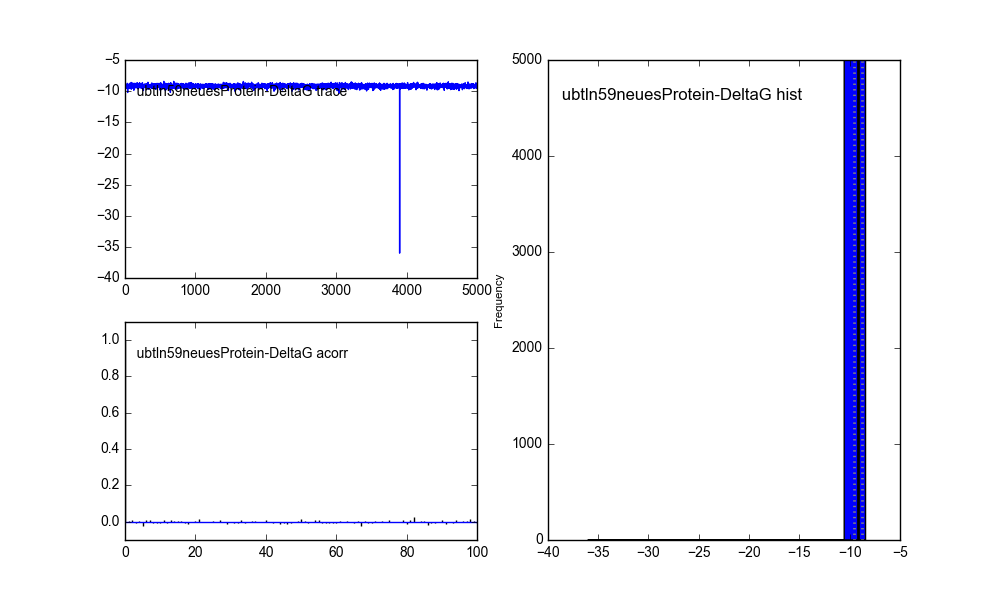 −5
−10
−15
−20
−25
−30
−35
−40
ubtln59neuesProtein-DeltaG trace
0 1000 2000 3000 4000 5000
1.0
0.8
0.6
0.4
0.2
0.0
ubtln59neuesProtein-DeltaG acorr
0 20 40 60 80 100
Frequency
5000
4000
3000
2000
1000
0
ubtln59neuesProtein-DeltaG hist
−40 −35 −30 −25 −20 −15 −10 −5